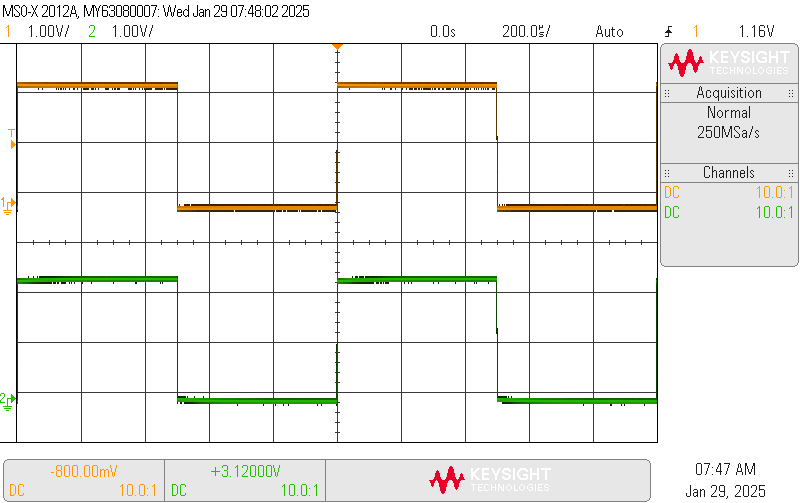 MSO-X 2012A, MY63080007: Wed Jan 29 07:48:02 2025
1 1.00V/ 2 1.00V/ 0.0s 200.0µs/ Auto 1 1.16V
KEYSIGHT
TECHNOLOGIES
Acquisition
Normal
250MSa/s
Channels
DC 10.0:1
DC 10.0:1
T
1
2
-800.00mV
DC 10.0:1
+3.12000V
DC 10.0:1
KEYSIGHT
TECHNOLOGIES
07:47 AM
Jan 29, 2025